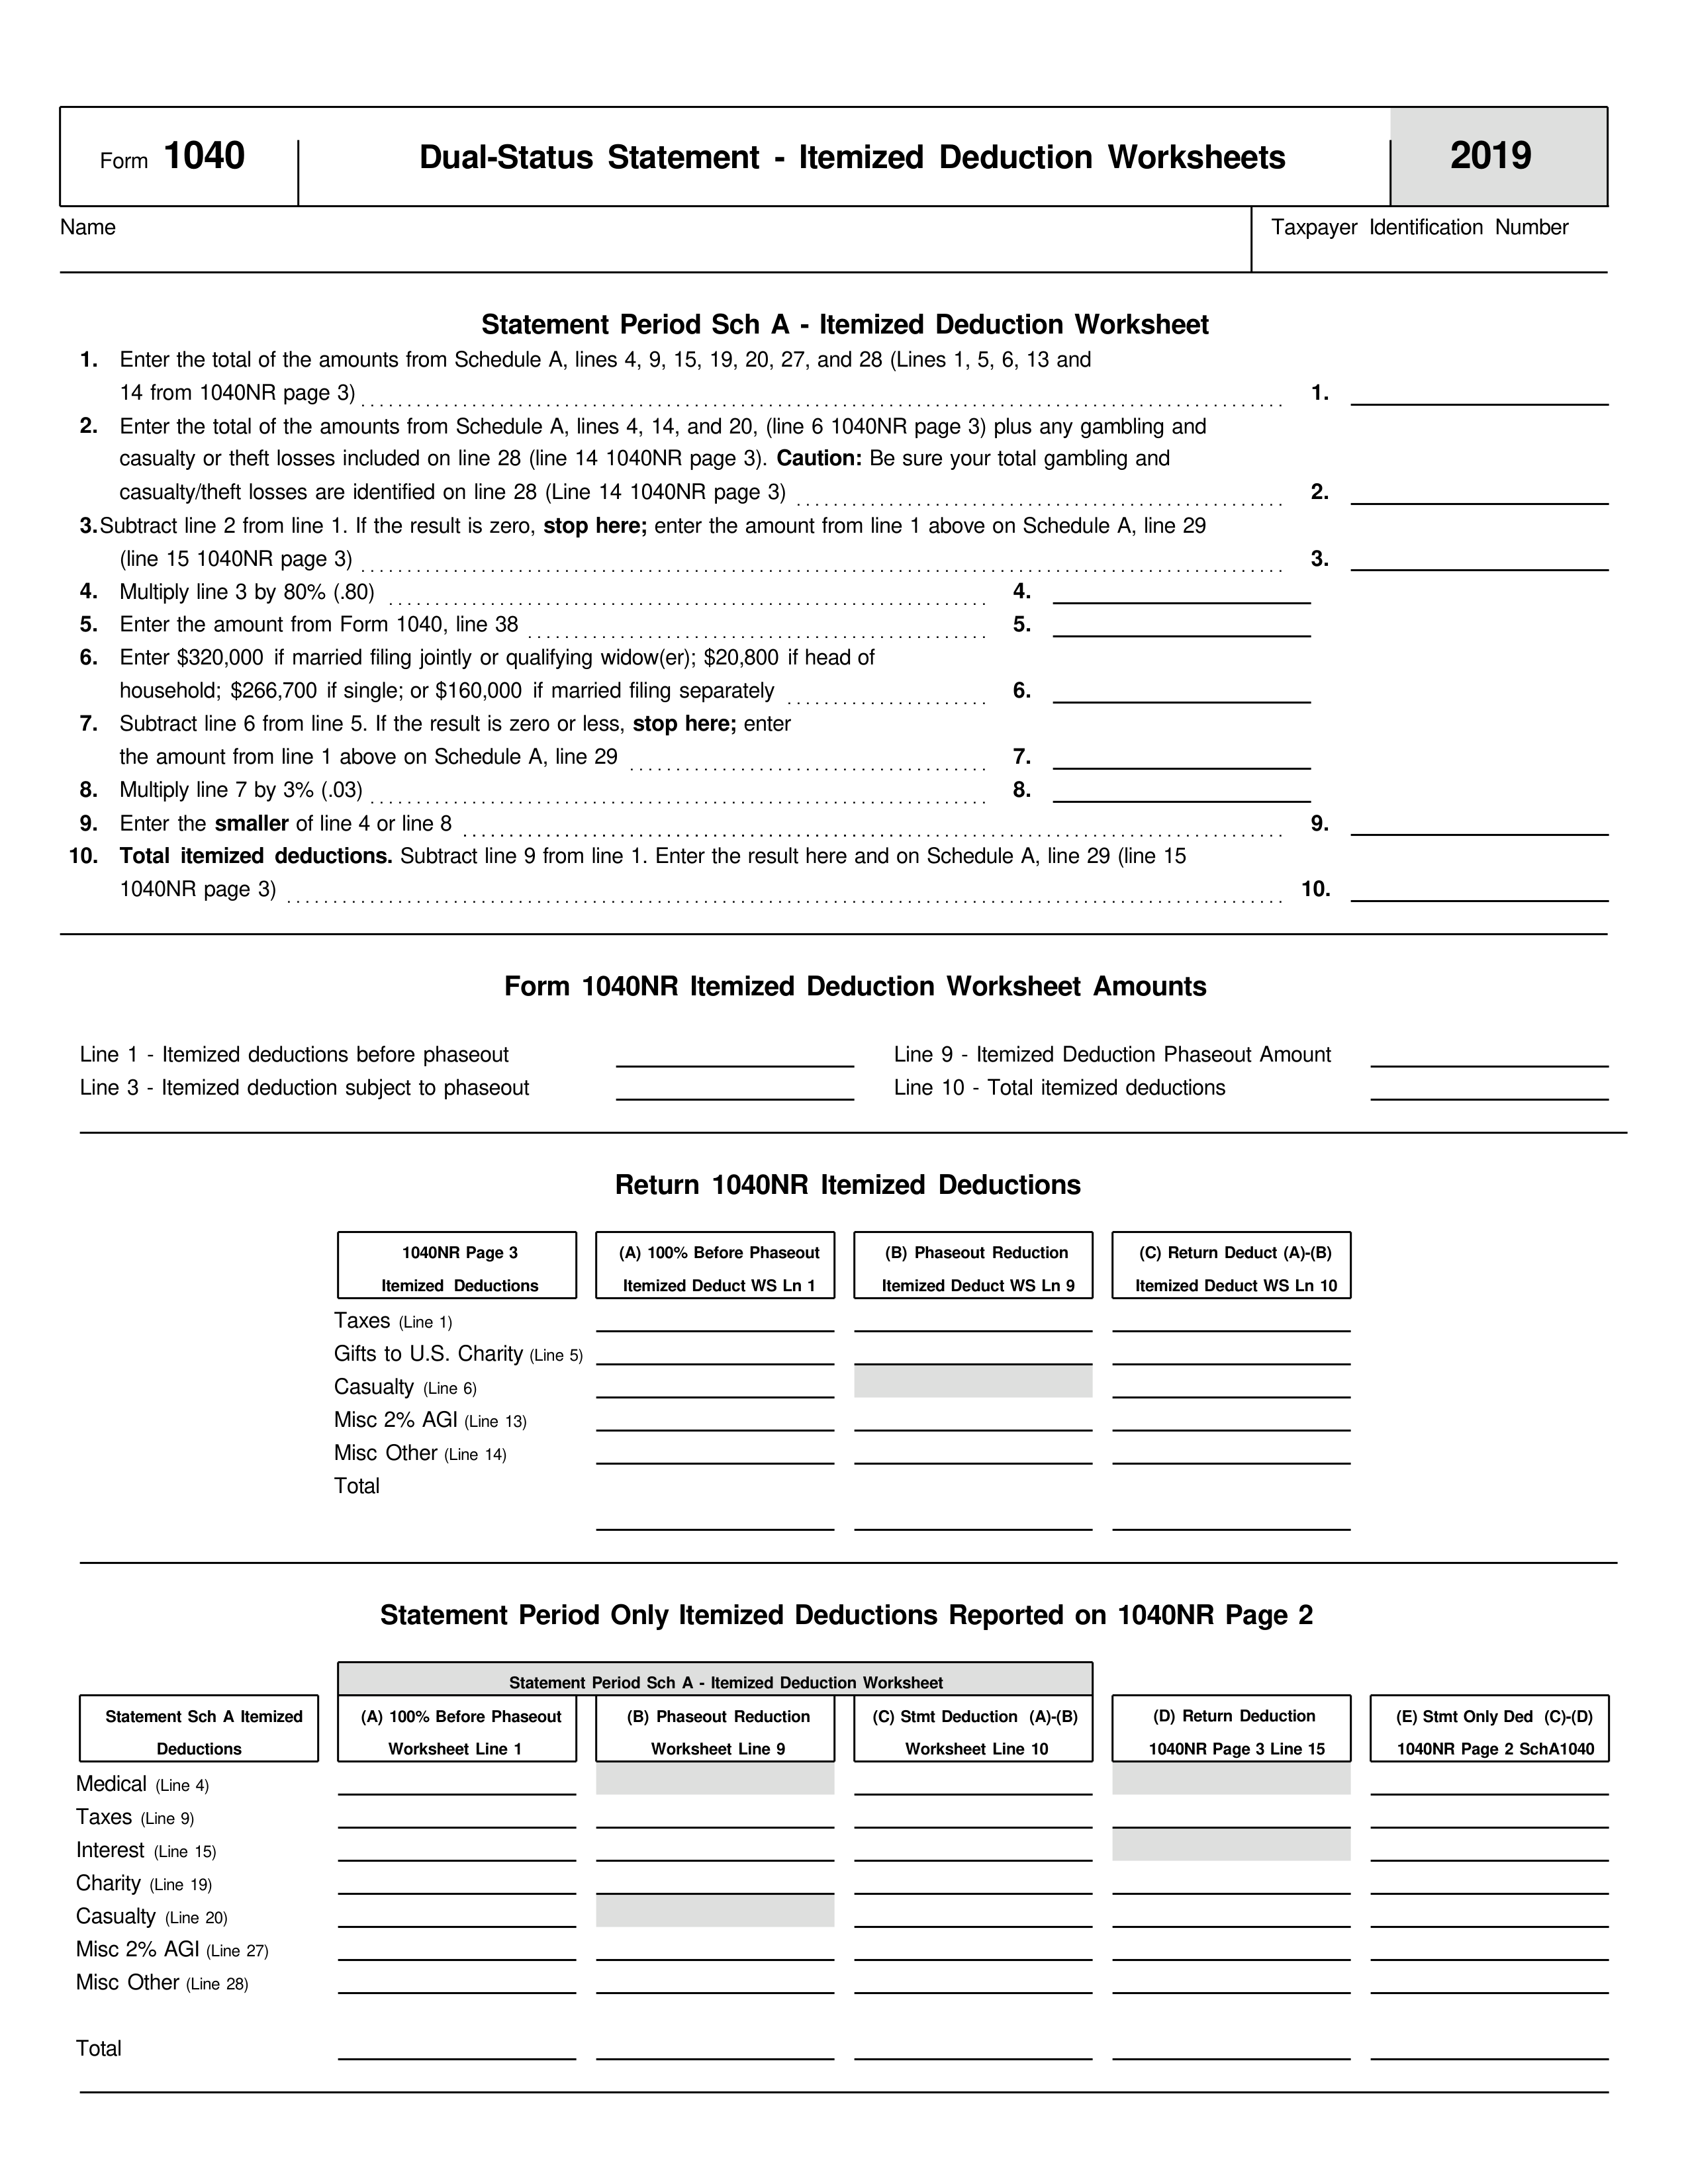 Form 1040
Dual-Status Statement - Itemized Deduction Worksheets
2019
Name
Taxpayer Identification Number
Statement Period Sch A - Itemized Deduction Worksheet
1. Enter the total of the amounts from Schedule A, lines 4, 9, 15, 19, 20, 27, and 28 (Lines 1, 5, 6, 13 and
14 from 1040NR page 3) 1.
2. Enter the total of the amounts from Schedule A, lines 4, 14, and 20, (line 6 1040NR page 3) plus any gambling and
casualty or theft losses included on line 28 (line 14 1040NR page 3). Caution: Be sure your total gambling and
casualty/theft losses are identified on line 28 (Line 14 1040NR page 3) 2.
3. Subtract line 2 from line 1. If the result is zero, stop here; enter the amount from line 1 above on Schedule A, line 29
(line 15 1040NR page 3) 3.
4. Multiply line 3 by 80% (.80) 4.
5. Enter the amount from Form 1040, line 38 5.
6. Enter $320,000 if married filing jointly or qualifying widow(er); $20,800 if head of
household; $266,700 if single; or $160,000 if married filing separately 6.
7. Subtract line 6 from line 5. If the result is zero or less, stop here; enter
the amount from line 1 above on Schedule A, line 29 7.
8. Multiply line 7 by 3% (.03) 8.
9. Enter the smaller of line 4 or line 8 9.
10. Total itemized deductions. Subtract line 9 from line 1. Enter the result here and on Schedule A, line 29 (line 15
1040NR page 3) 10.
Form 1040NR Itemized Deduction Worksheet Amounts
Line 1 - Itemized deductions before phaseout Line 9 - Itemized Deduction Phaseout Amount
Line 3 - Itemized deduction subject to phaseout Line 10 - Total itemized deductions
Return 1040NR Itemized Deductions
1040NR Page 3 (A) 100% Before Phaseout (B) Phaseout Reduction (C) Return Deduct (A)-(B)
Itemized Deductions Itemized Deduct WS Ln 1 Itemized Deduct WS Ln 9 Itemized Deduct WS Ln 10
Taxes (Line 1)
Gifts to U.S. Charity (Line 5)
Casualty (Line 6)
Misc 2% AGI (Line 13)
Misc Other (Line 14)
Total
Statement Period Only Itemized Deductions Reported on 1040NR Page 2
Statement Period Sch A - Itemized Deduction Worksheet
Statement Sch A Itemized (A) 100% Before Phaseout (B) Phaseout Reduction (C) Stmt Deduction (A)-(B) (D) Return Deduction (E) Stmt Only Ded (C)-(D)
Deductions Worksheet Line 1 Worksheet Line 9 Worksheet Line 10 1040NR Page 3 Line 15 1040NR Page 2 SchA1040
Medical (Line 4)
Taxes (Line 9)
Interest (Line 15)
Charity (Line 19)
Casualty (Line 20)
Misc 2% AGI (Line 27)
Misc Other (Line 28)
Total